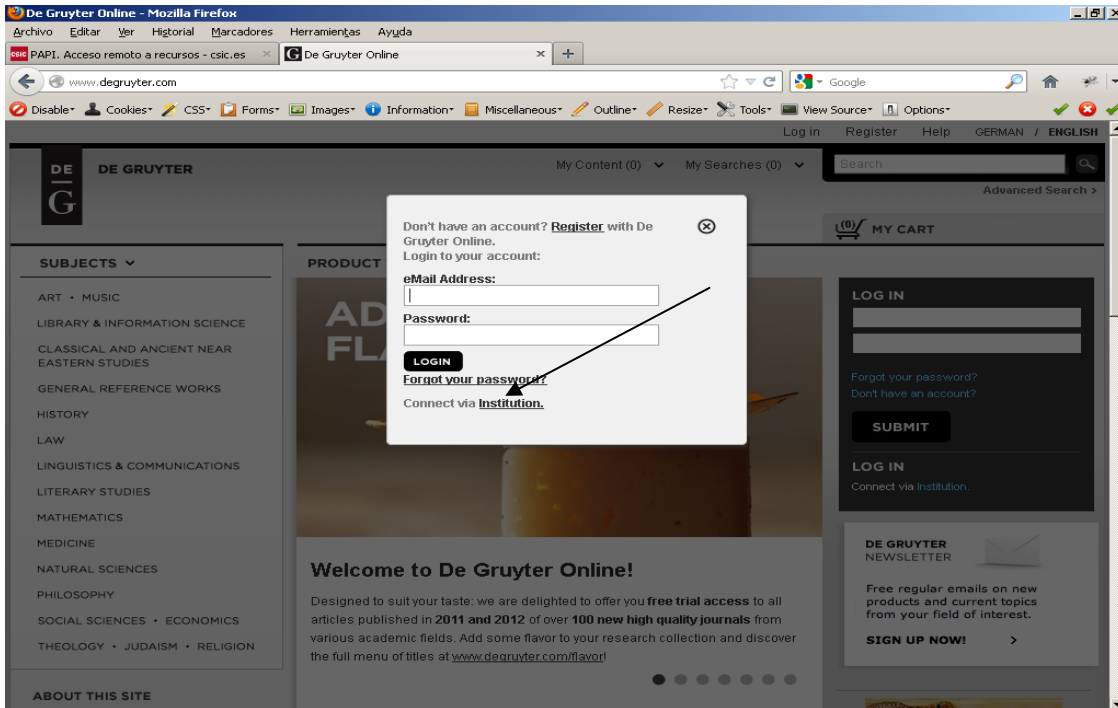 De Gruyter Online - Mozilla Firefox
Archivo Editar Ver Historial Marcadores Herramientas Ayuda
csic PAPI. Acceso remoto a recursos - csic.es
G De Gruyter Online
www.degruyter.com
Google
Disable Cookies CSS Forms Images Information Miscellaneous Outline Resize Tools View Source Options
Log in Register Help GERMAN / ENGLISH
DE G
DE GRUYTER
My Content (0) My Searches (0)
Search
Advanced Search >
(0) MY CART
SUBJECTS
ART • MUSIC
LIBRARY & INFORMATION SCIENCE
CLASSICAL AND ANCIENT NEAR
EASTERN STUDIES
GENERAL REFERENCE WORKS
HISTORY
LAW
LINGUISTICS & COMMUNICATIONS
LITERARY STUDIES
MATHEMATICS
MEDICINE
NATURAL SCIENCES
PHILOSOPHY
SOCIAL SCIENCES • ECONOMICS
THEOLOGY • JUDAISM • RELIGION
ABOUT THIS SITE
PRODUCT
AD
FL
Don't have an account? Register with De
Gruyter Online.
Login to your account:
eMail Address:
Password:
LOGIN
Forgot your password?
Connect via Institution.
Welcome to De Gruyter Online!
Designed to suit your taste: we are delighted to offer you free trial access to all
articles published in 2011 and 2012 of over 100 new high quality journals from
various academic fields. Add some flavor to your research collection and discover
the full menu of titles at www.degruyter.com/flavor!
LOG IN
Forgot your password?
Don't have an account?
SUBMIT
LOG IN
Connect via Institution.
DE GRUYTER
NEWSLETTER
Free regular emails on new
products and current topics
from your field of interest.
SIGN UP NOW! >